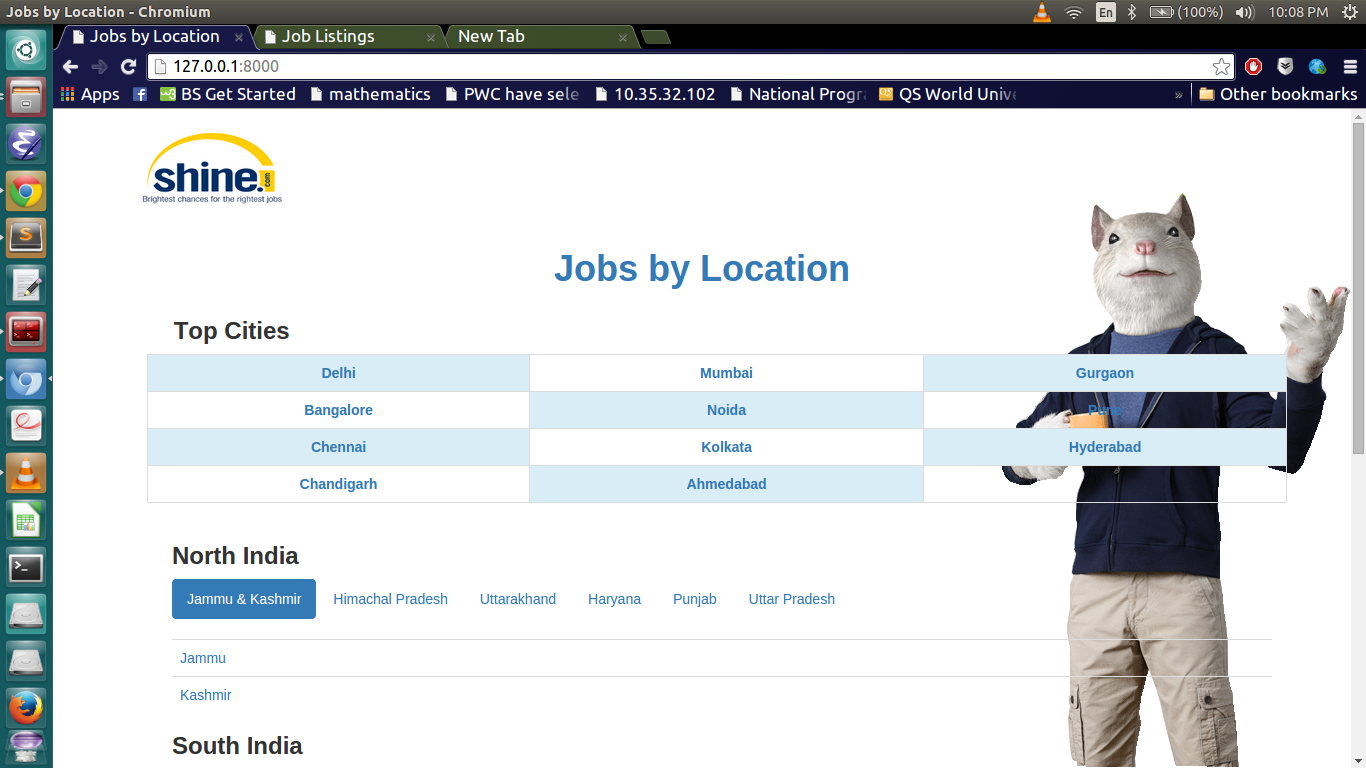 Jobs by Location - Chromium
En
(100%)
10:08 PM
Jobs by Location
Job Listings
New Tab
127.0.0.1:8000
Apps
BS Get Started
mathematics
PWC have sele
10.35.32.102
National Progra
QS World Unive
Other bookmarks
shine.com
Brightest chances for the rightest jobs
Jobs by Location
Top Cities
Delhi Mumbai Gurgaon
Bangalore Noida Pune
Chennai Kolkata Hyderabad
Chandigarh Ahmedabad
North India
Jammu & Kashmir Himachal Pradesh Uttarakhand Haryana Punjab Uttar Pradesh
Jammu
Kashmir
South India